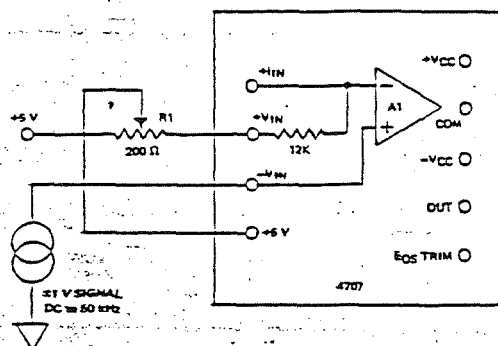 +IIN
+VCC
?
R1
A1
+5 V
+VIN
COM
200 Ω
12K
-VIN
-VCC
OUT
+5 V
EOS TRIM
±1 V SIGNAL
DC = 50 kHz
4707